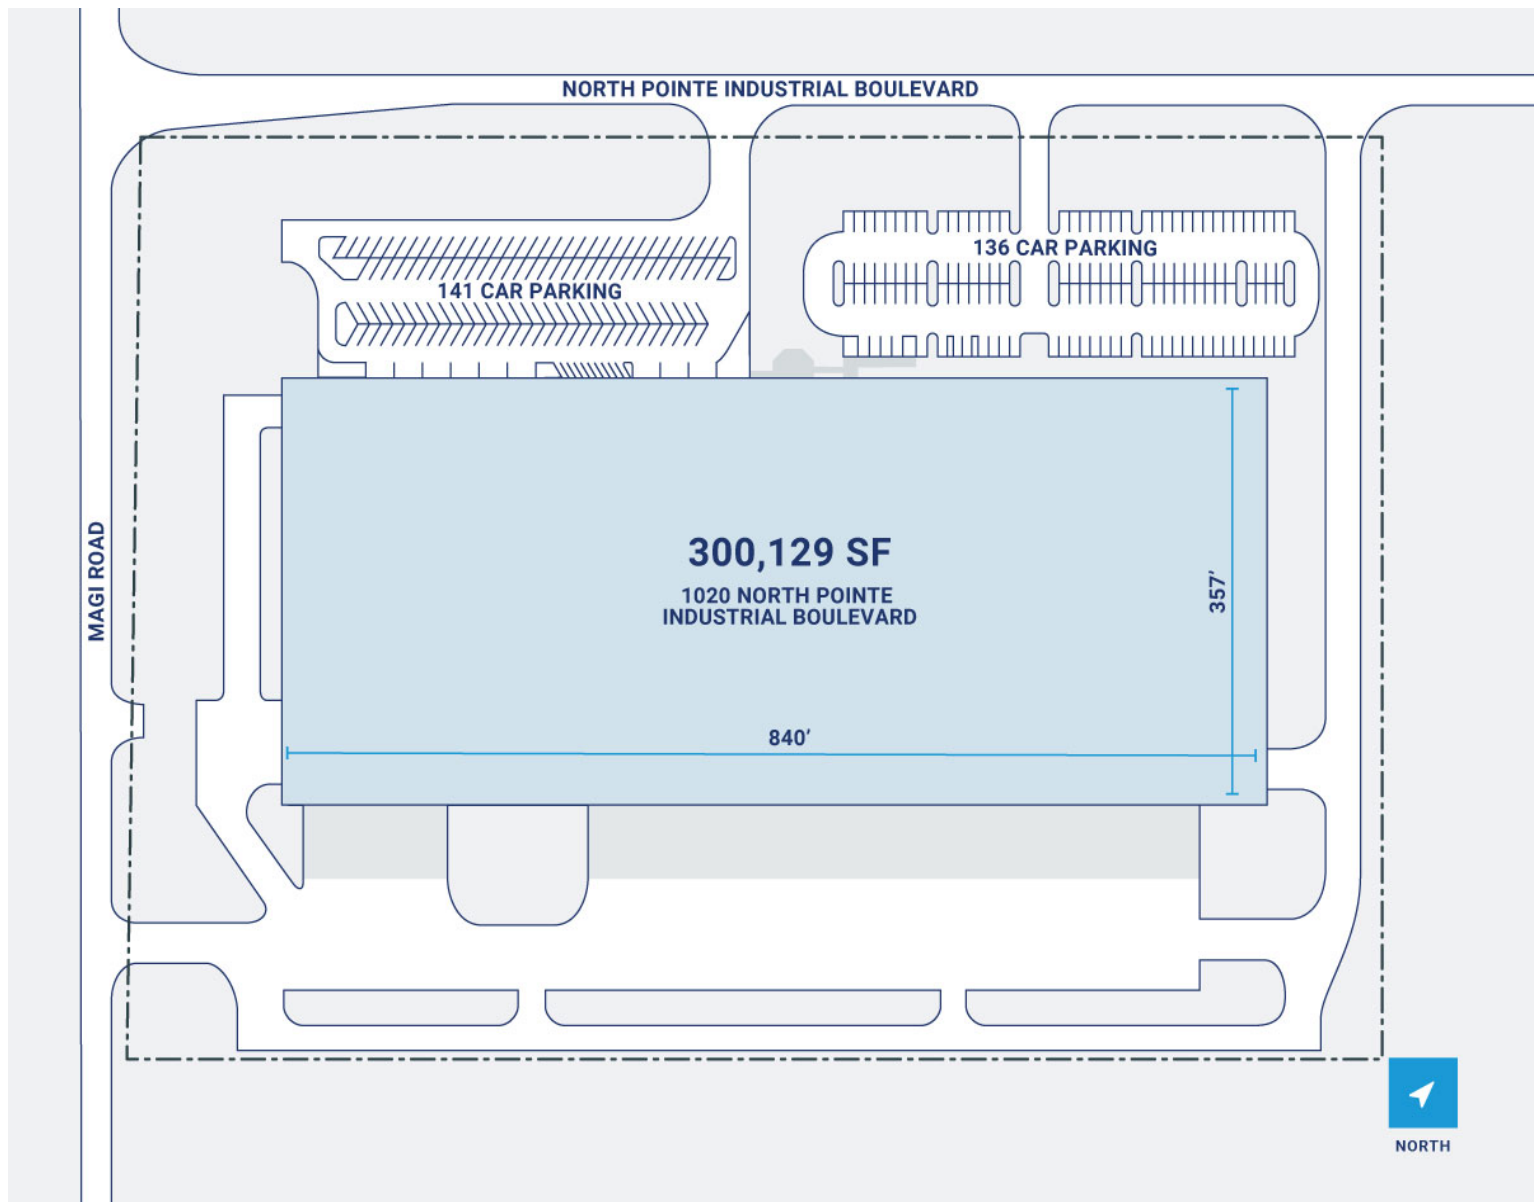 NORTH POINTE INDUSTRIAL BOULEVARD
136 CAR PARKING
141 CAR PARKING
MAGI ROAD
300,129 SF
1020 NORTH POINTE
INDUSTRIAL BOULEVARD
357’
840’
NORTH